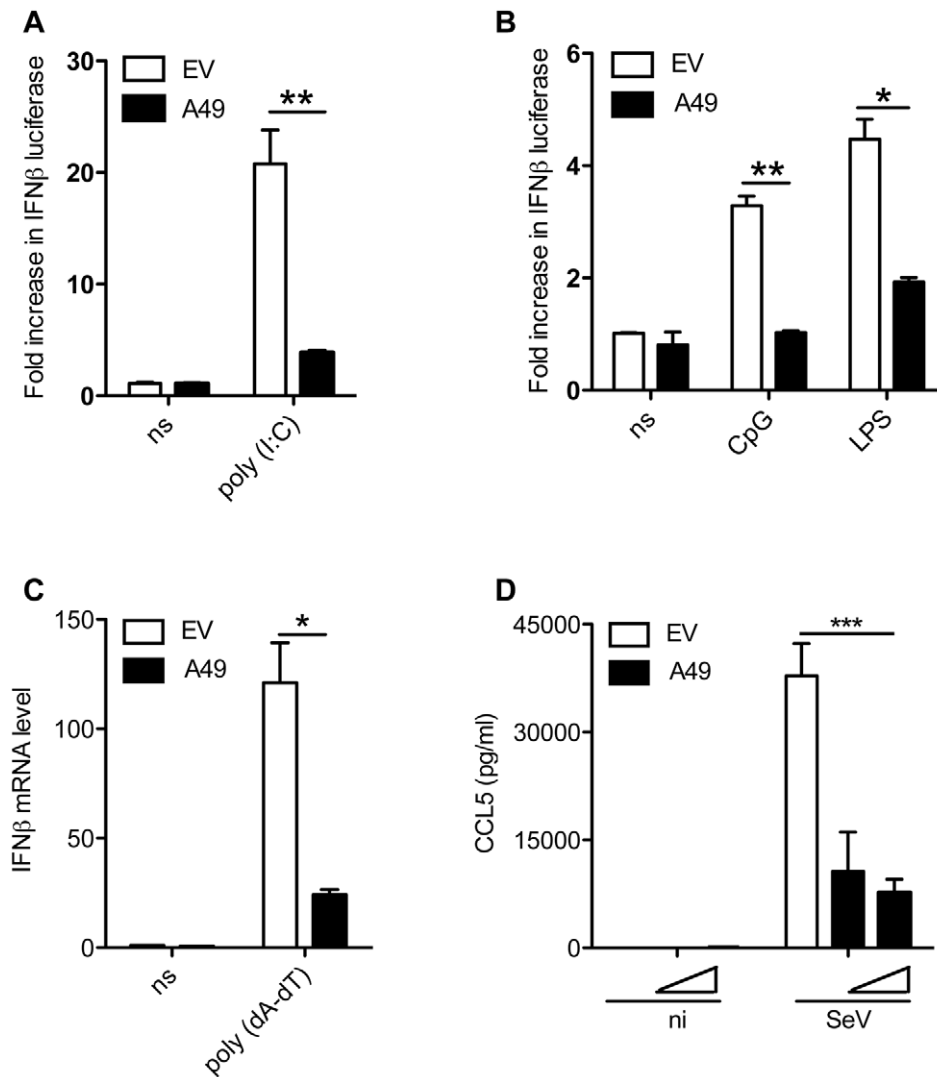 A
Fold increase in IFNβ luciferase
30
20
10
0
EV
A49
**
ns
poly (I:C)
B
Fold increase in IFNβ luciferase
6
4
2
0
EV
A49
**
*
ns
CpG
LPS
C
IFNβ mRNA level
150
100
50
0
EV
A49
*
ns
poly (dA-dT)
D
CCL5 (pg/ml)
45000
30000
15000
0
EV
A49
***
ni
SeV